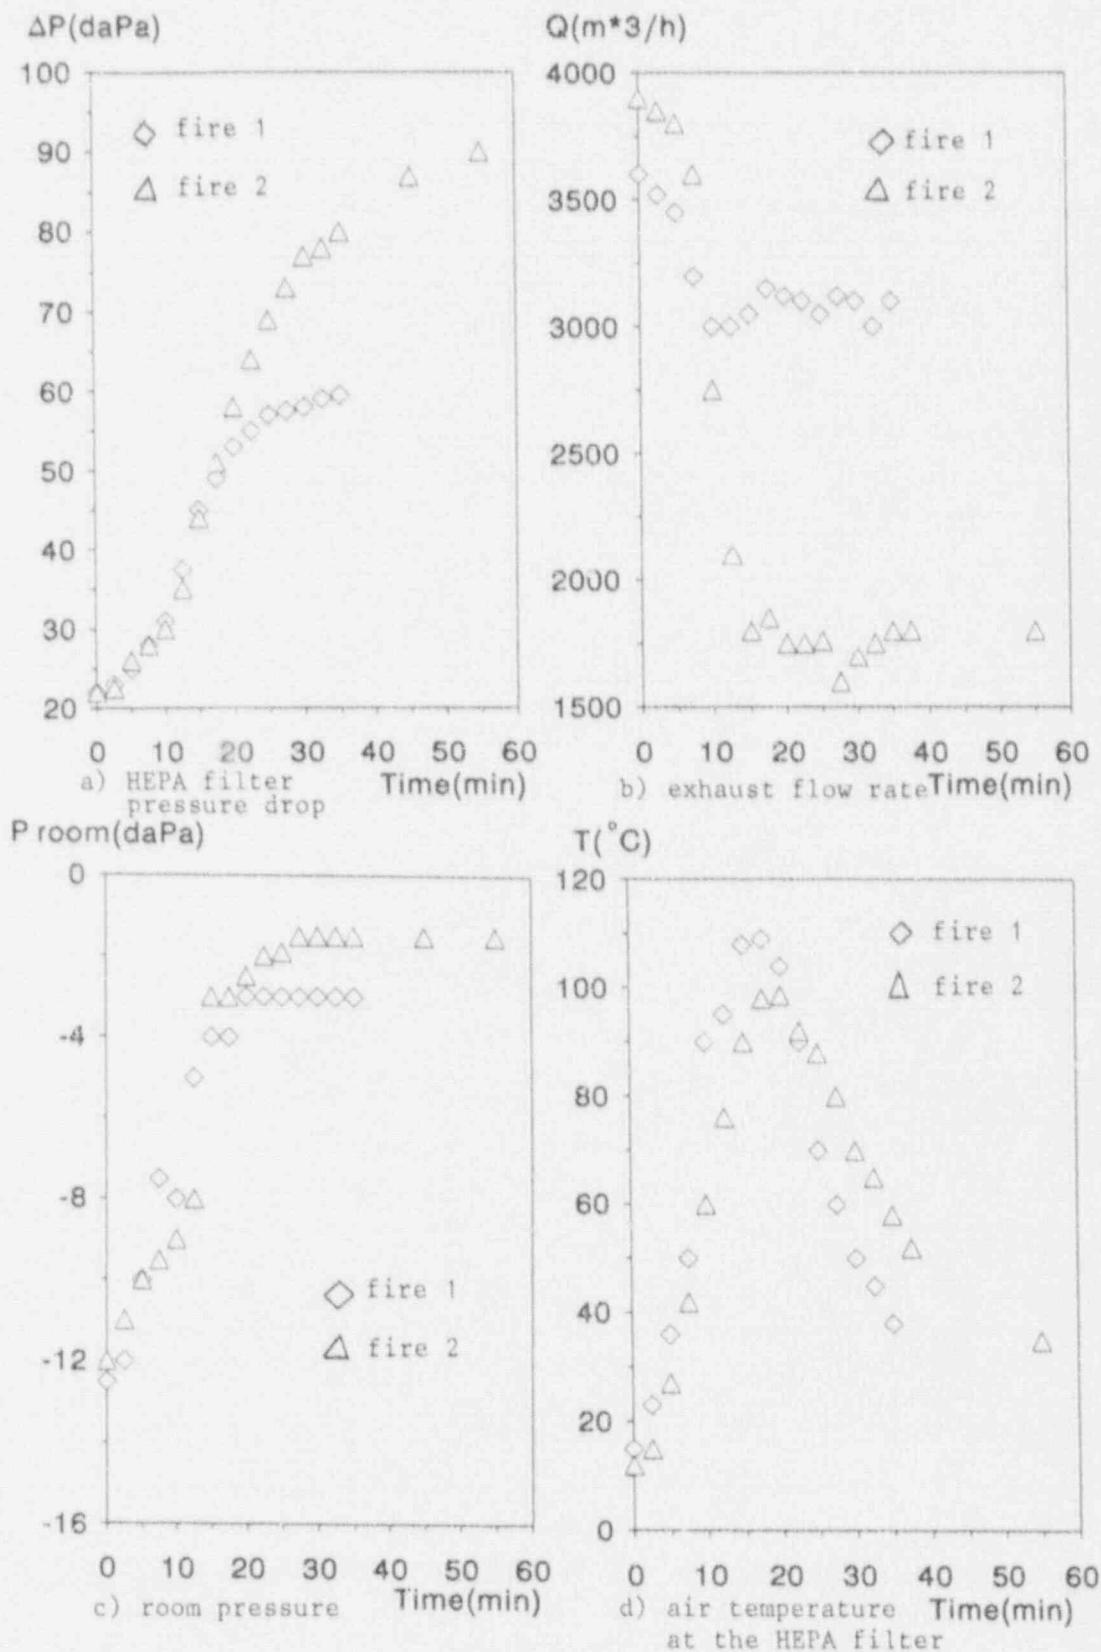 ΔP(daPa)
100
90
80
70
60
50
40
30
20
◇ fire 1
△ fire 2
0 10 20 30 40 50 60
a) HEPA filter
pressure drop
Time(min)
Q(m*3/h)
4000
3500
3000
2500
2000
1500
◇ fire 1
△ fire 2
0 10 20 30 40 50 60
b) exhaust flow rate Time(min)
P room(daPa)
0
-4
-8
-12
-16
◇ fire 1
△ fire 2
0 10 20 30 40 50 60
c) room pressure Time(min)
T(°C)
120
100
80
60
40
20
0
◇ fire 1
△ fire 2
0 10 20 30 40 50 60
d) air temperature Time(min)
at the HEPA filter